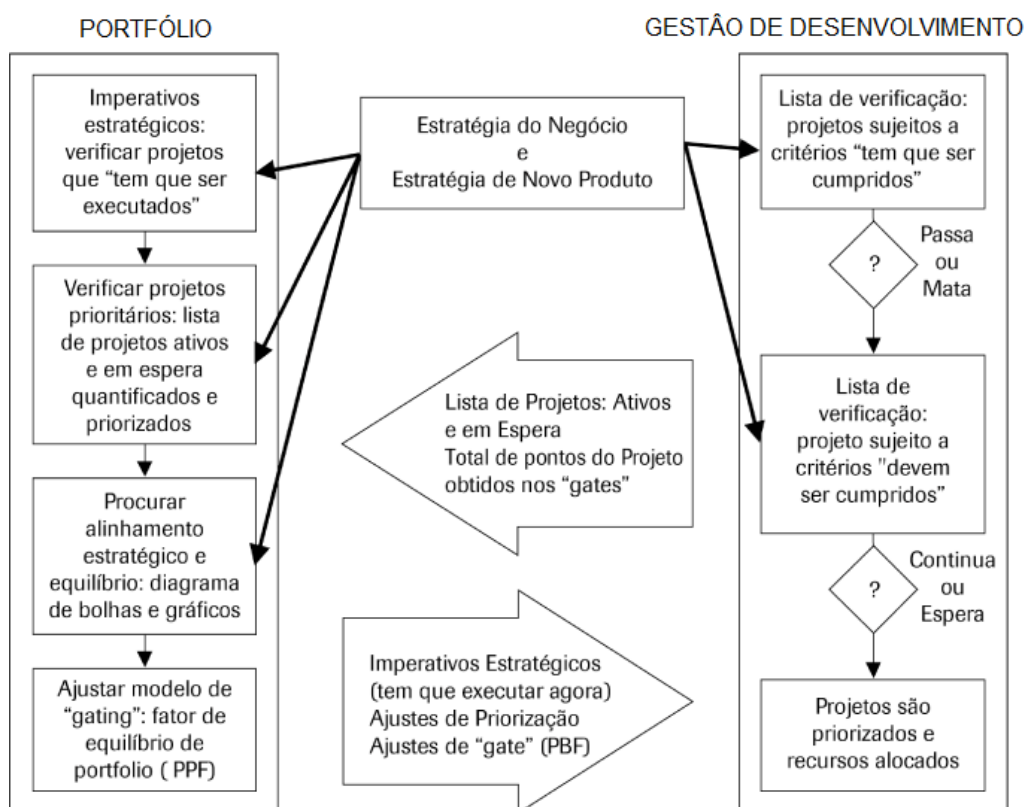 PORTFÓLIO
GESTÂO DE DESENVOLVIMENTO
Imperativos
estratégicos:
verificar projetos
que “tem que ser
executados”
Verificar projetos
prioritários: lista
de projetos ativos
e em espera
quantificados e
priorizados
Procurar
alinhamento
estratégico e
equilíbrio: diagrama
de bolhas e gráficos
Ajustar modelo de
“gating”: fator de
equilíbrio de
portfolio ( PPF)
Estratégia do Negócio
e
Estratégia de Novo Produto
Lista de Projetos: Ativos
e em Espera
Total de pontos do Projeto
obtidos nos “gates”
Imperativos Estratégicos
(tem que executar agora)
Ajustes de Priorização
Ajustes de “gate” (PBF)
Lista de verificação:
projetos sujeitos a
critérios “tem que ser
cumpridos”
?
Passa
ou
Mata
Lista de
verificação:
projeto sujeito a
critérios "devem
ser cumpridos”
?
Continua
ou
Espera
Projetos são
priorizados e
recursos alocados